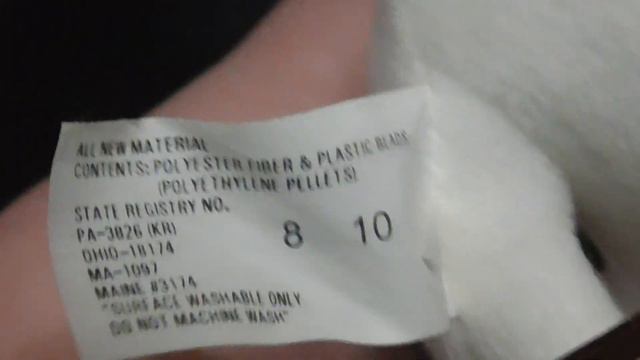 ALL NEW MATERIAL
CONTENTS: POLYESTER FIBER & PLASTIC BEADS
(POLYETHYLENE PELLETS)
STATE REGISTRY NO.
PA-3826 (KR)
OHIO-18174
MA-1097
MAINE #3174
"SURFACE WASHABLE ONLY
DO NOT MACHINE WASH"
8 10